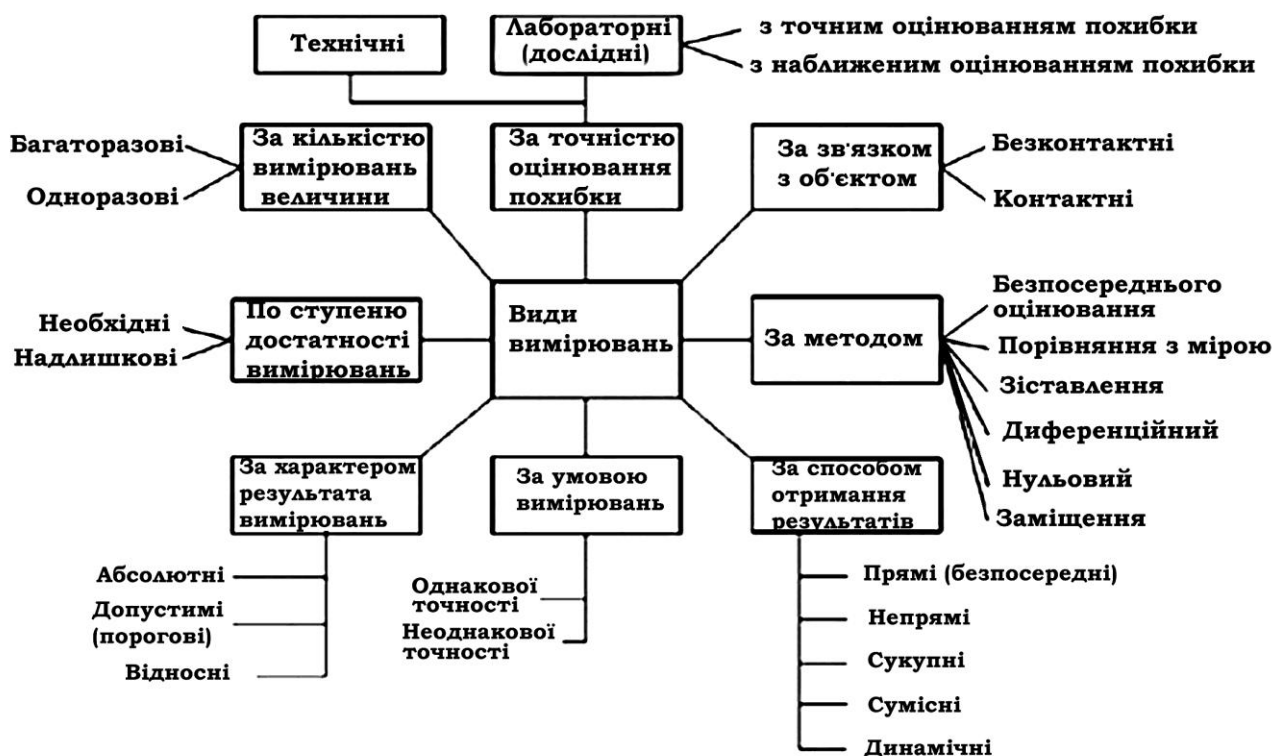 Технічні
Лабораторні
(дослідні)
з точним оцінюванням похибки
з наближеним оцінюванням похибки
Багаторазові
Одноразові
За кількістю
вимірювань
величини
За точністю
оцінювання
похибки
За зв'язком
з об'єктом
Безконтактні
Контактні
Необхідні
Надлишкові
По ступеню
достатності
вимірювань
Види
вимірювань
За методом
Безпосереднього
оцінювання
Порівняння з мірою
Зіставлення
Диференційний
Нульовий
Заміщення
За характером
результата
вимірювань
За умовою
вимірювань
За способом
отримання
результатів
Абсолютні
Допустимі
(порогові)
Відносні
Однакової
точності
Неоднакової
точності
Прямі (безпосередні)
Непрямі
Сукупні
Сумісні
Динамічні